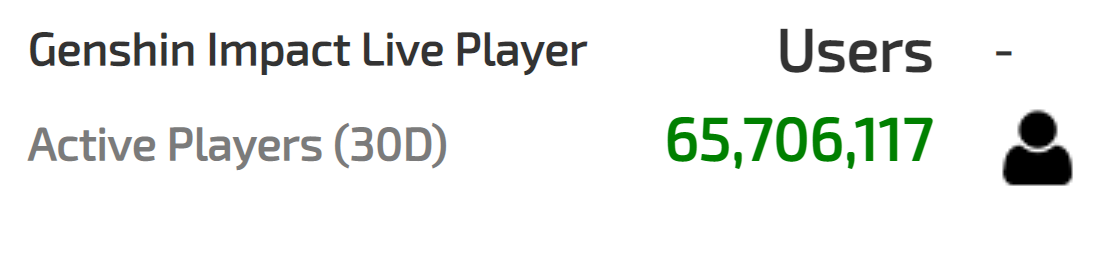 Genshin Impact Live Player Users -
Active Players (30D) 65,706,117